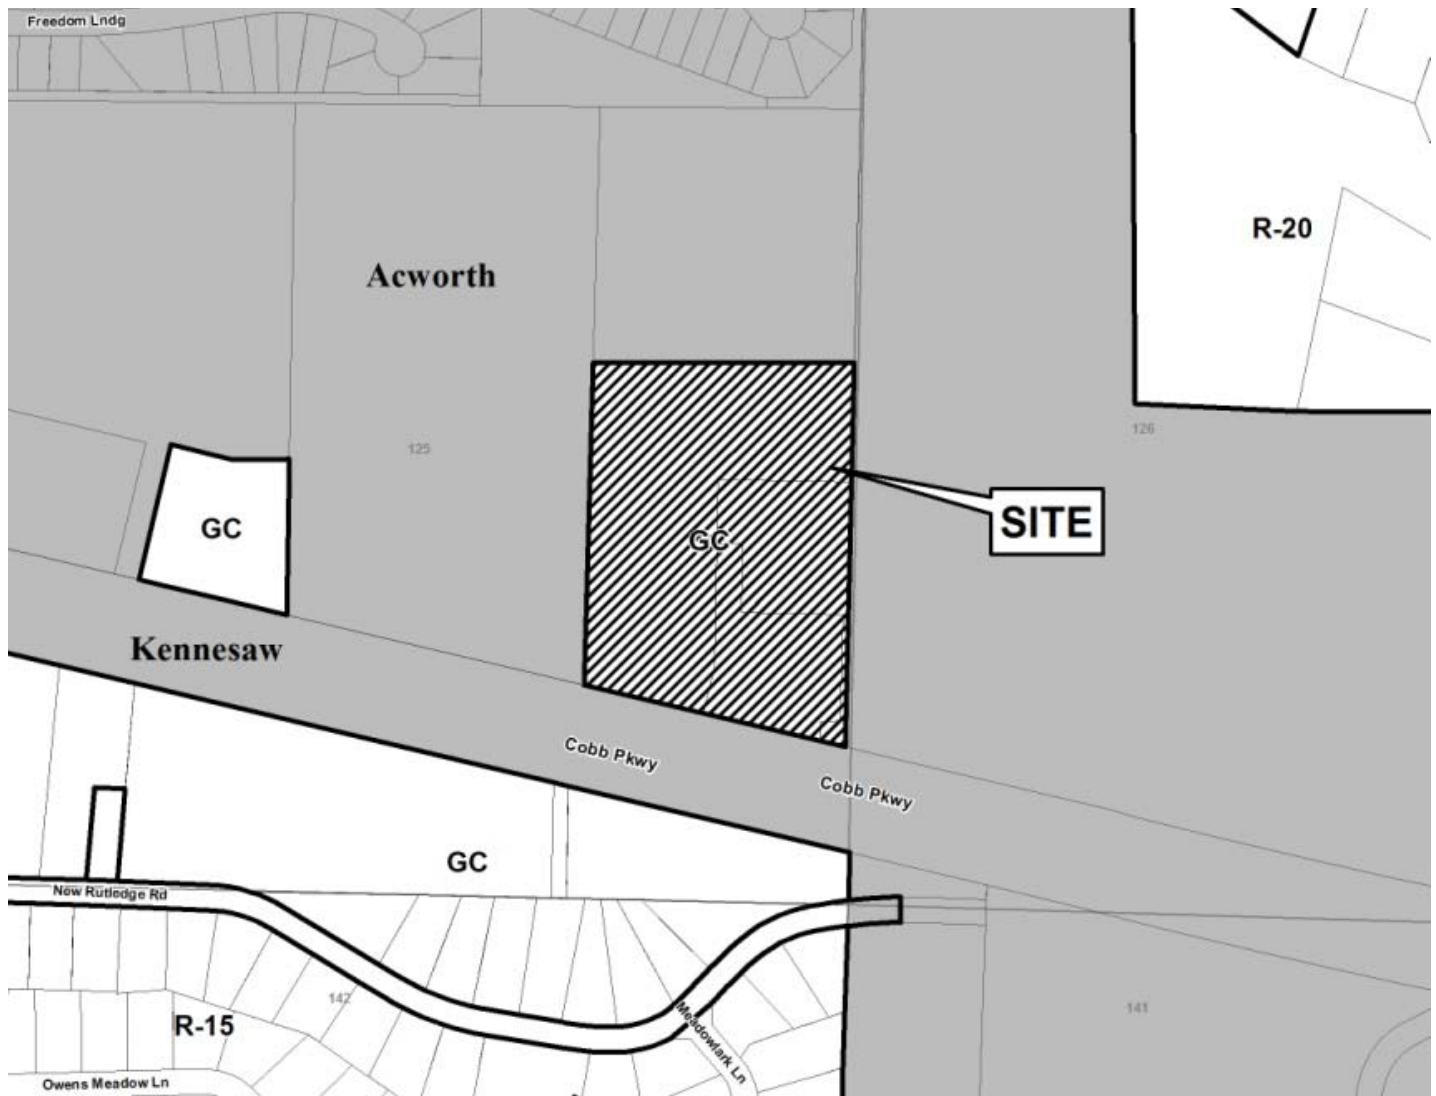 Freedom Lndg
R-20
Acworth
126
125
GC
GC
SITE
Kennesaw
Cobb Pkwy
Cobb Pkwy
GC
New Rutledge Rd
142
141
R-15
Meadowlark Ln
Owens Meadow Ln